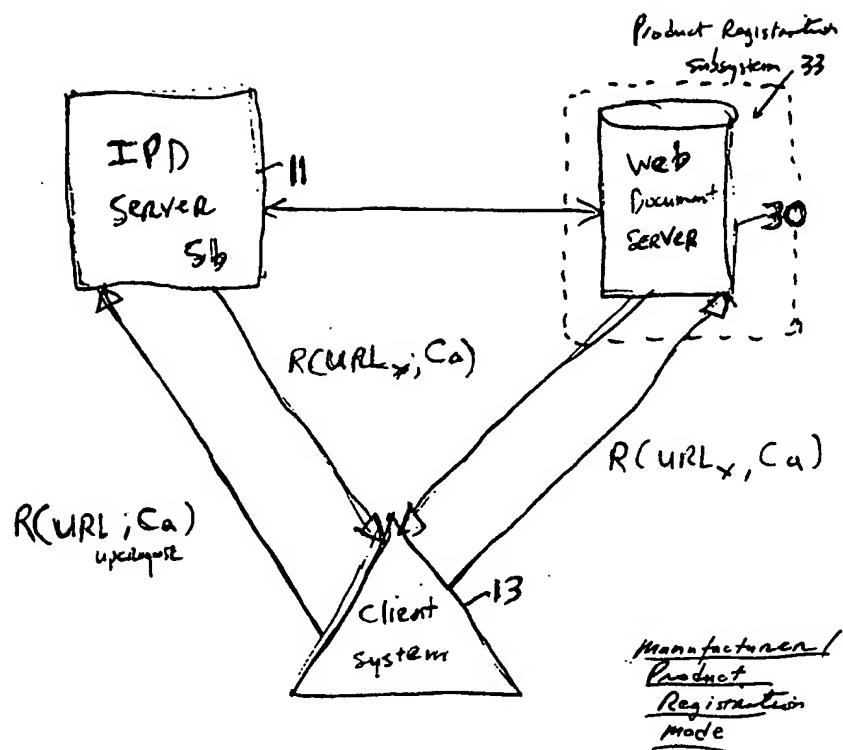 Product Registration
Subsystem 33
IPD
SERVER
Sb
11
Web
Document
SERVER
30
R(URLx; Ca)
R(URLx, Ca)
R(URL; Ca)
Client
system
13
Manufacturer/
Product
Registration
mode